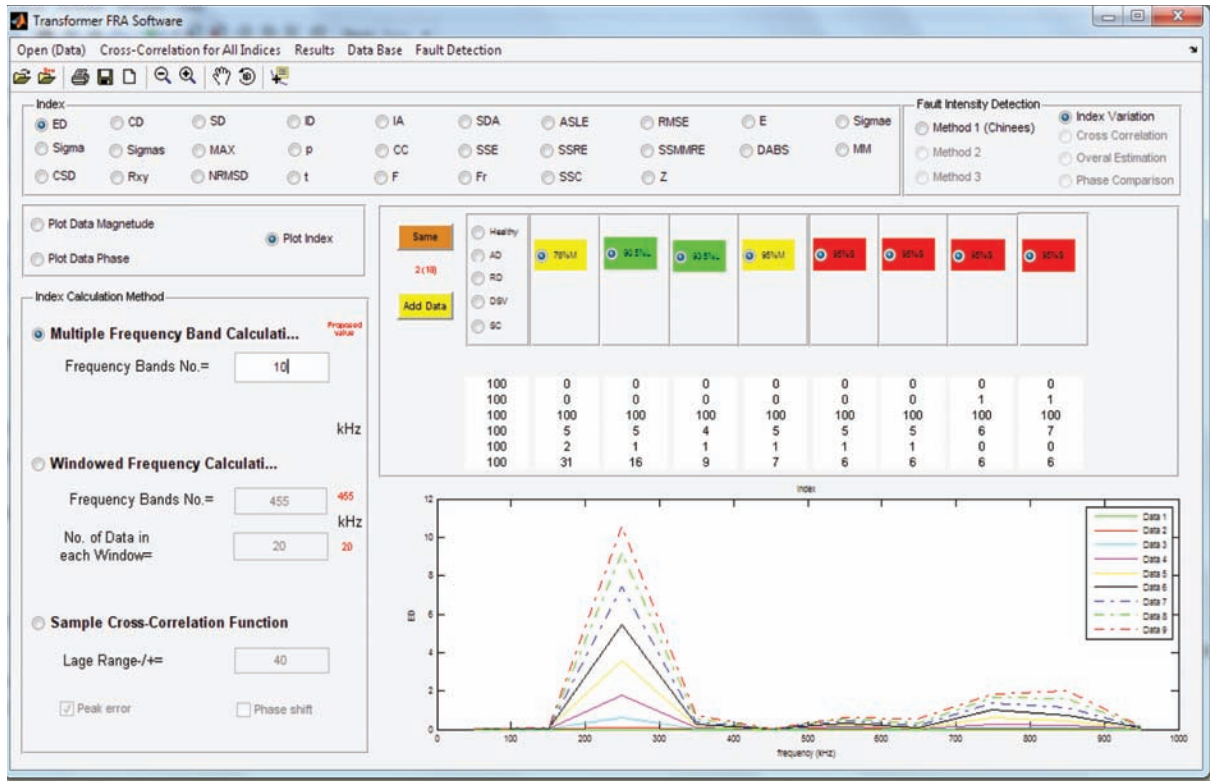 Transformer FRA Software
Open (Data) Cross-Correlation for All Indices Results Data Base Fault Detection
Index
ED CD SD ID IA SDA ASLE RMSE E Sigmae
Sigma Sigmas MAX p CC SSE SSRE SSMMRE DABS MM
CSD Rxy NRMSD t F Fr SSC Z
Fault Intensity Detection
Method 1 (Chinees) Index Variation
Cross Correlation
Method 2 Overal Estimation
Method 3 Phase Comparison
Plot Data Magnetude
Plot Index
Plot Data Phase
Same
2(18)
Add Data
Healthy
AD
RD
DSV
SC
95%M
Index Calculation Method
Multiple Frequency Band Calculati...
Proposed
value
Frequency Bands No.= 10
kHz
Windowed Frequency Calculati...
Frequency Bands No.= 455 455
kHz
No. of Data in
each Window= 20 20
Sample Cross-Correlation Function
Lage Range-/+= 40
Peak error Phase shift
100 0 0 0 0 0 0 0 0
100 0 0 0 0 0 0 1 1
100 100 100 100 100 100 100 100 100
100 5 5 4 5 5 5 6 7
100 2 1 1 1 1 1 0 0
100 31 16 9 7 6 6 6 6
Index
12
10
8
6
4
2
0
ED
0 100 200 300 400 500 600 700 800 900 1000
frequency (kHz)
Data 1
Data 2
Data 3
Data 4
Data 5
Data 6
Data 7
Data 8
Data 9